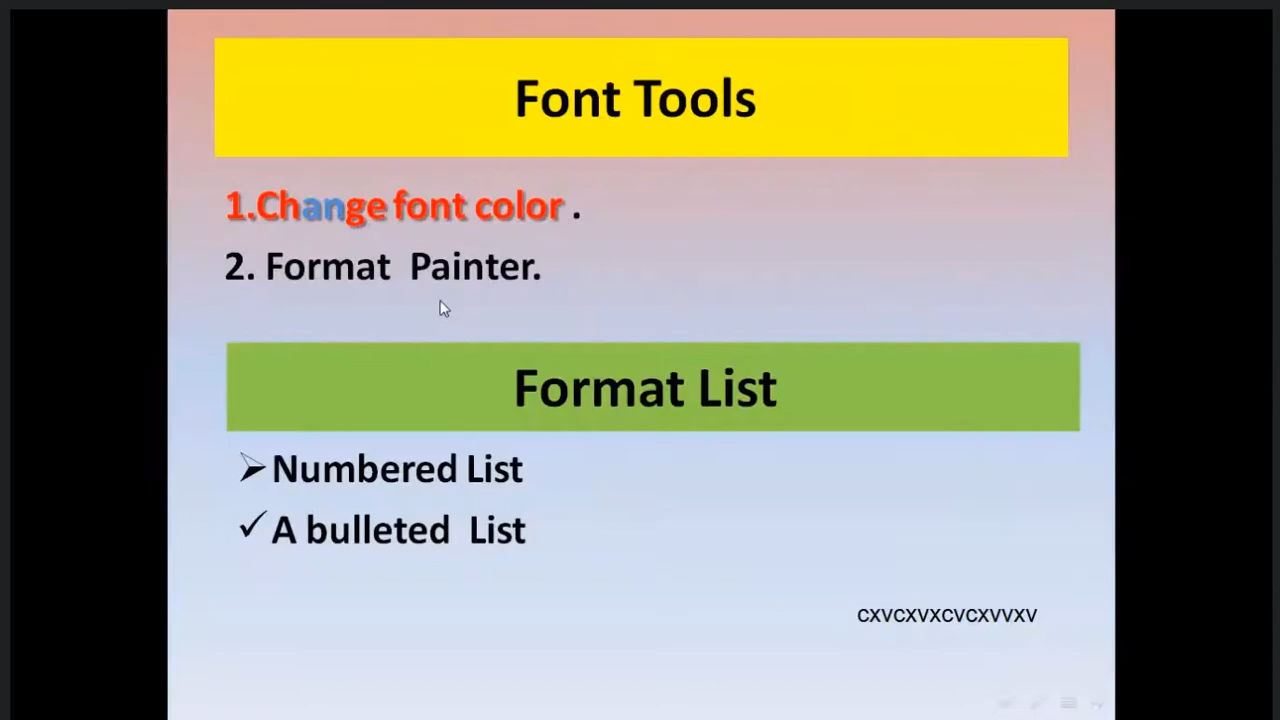 Font Tools
1.Change font color .
2. Format  Painter.
Format List
Numbered List
A bulleted  List
CXVCXVXCVCXVVXV